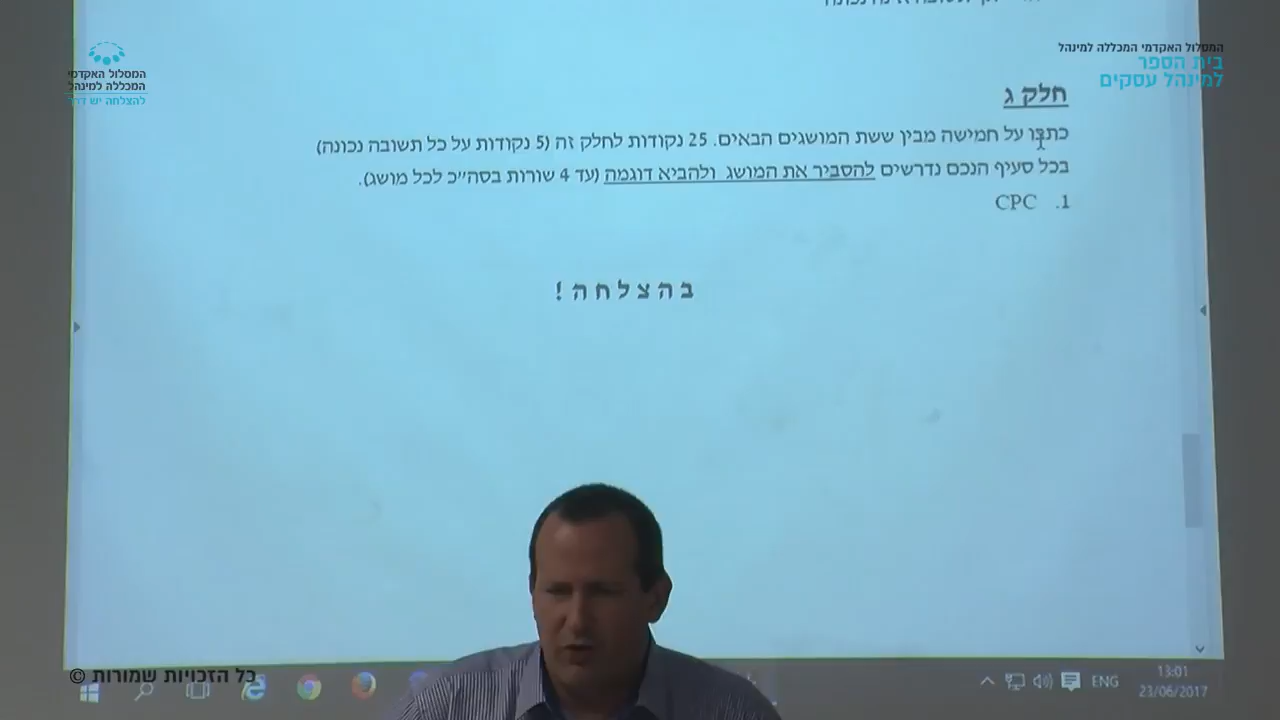 המסלול האקדמי המכללה למינהל
בית הספר
למינהל עסקים
המסלול האקדמי
המכללה למינהל
להצלחה יש דרך
חלק ג
כתבו על חמישה מבין ששת המושגים הבאים. 25 נקודות לחלק זה (5 נקודות על כל תשובה נכונה)
בכל סעיף הנכם נדרשים להסביר את המושג ולהביא דוגמה (עד 4 שורות בסה״כ לכל מושג).
1. CPC
בהצלחה!
כל הזכויות שמורות ©
ENG
13:01
23/06/2017